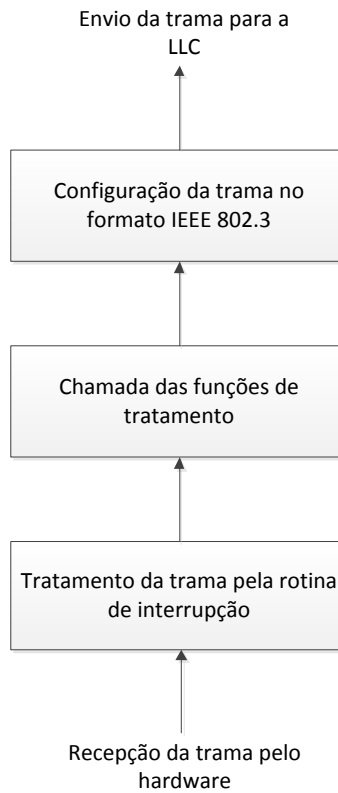 Envio da trama para a
LLC
Configuração da trama no
formato IEEE 802.3
Chamada das funções de
tratamento
Tratamento da trama pela rotina
de interrupção
Recepção da trama pelo
hardware